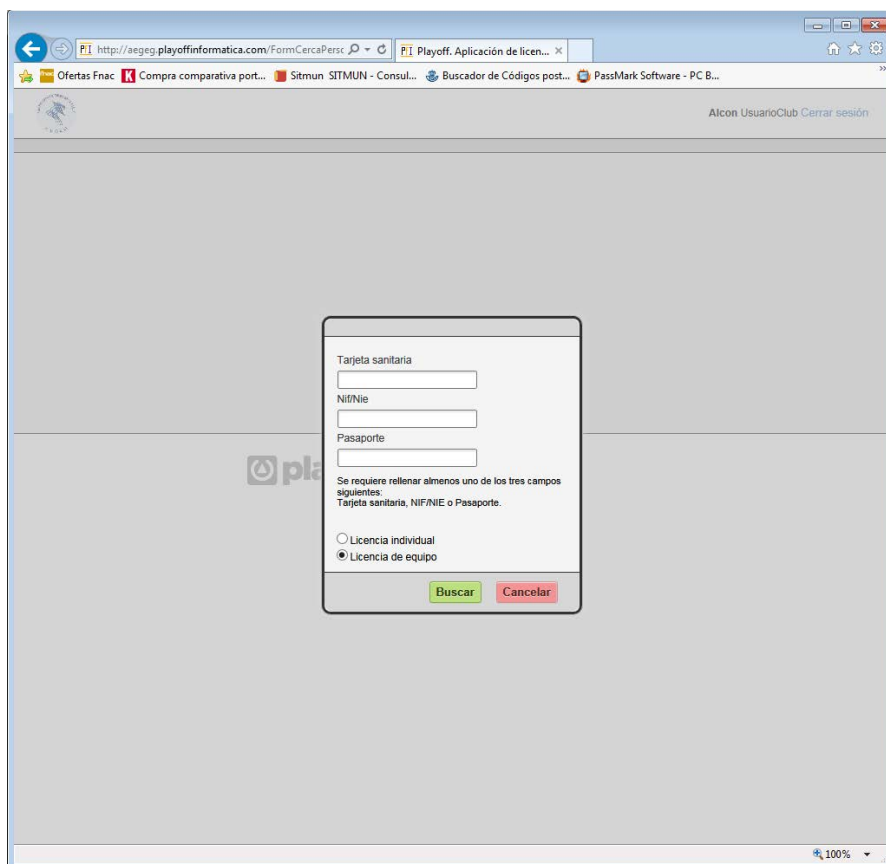 http://aegeg.playoffinformatica.com/FormCercaPersc
PI Playoff. Aplicación de licen...
Ofertas Fnac
Compra comparativa port...
Sitmun SITMUN - Consul...
Buscador de Códigos post...
PassMark Software - PC B...
Alcon UsuarioClub Cerrar sesión
Tarjeta sanitaria
Nif/Nie
Pasaporte
pla
Se requiere rellenar almenos uno de los tres campos
siguientes:
Tarjeta sanitaria, NIF/NIE o Pasaporte.
Licencia individual
Licencia de equipo
Buscar
Cancelar
100%